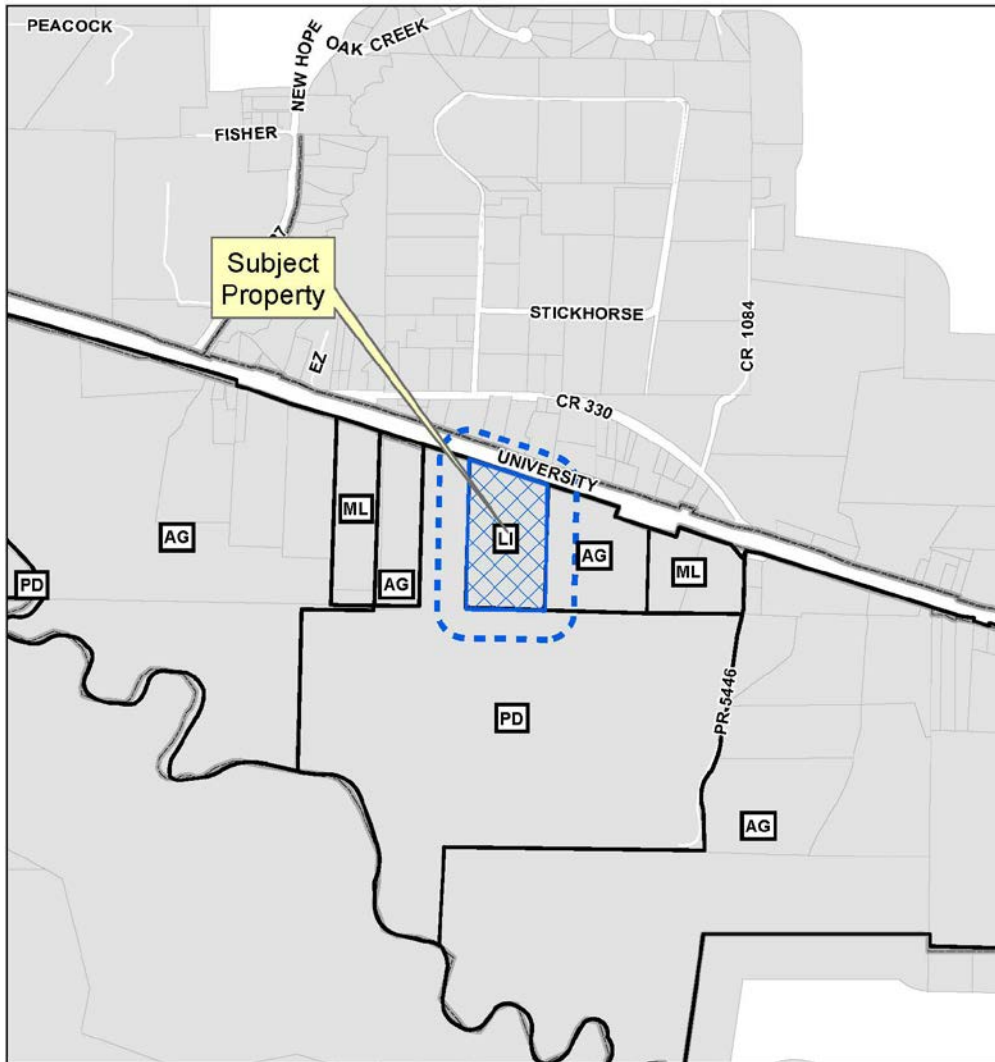 PEACOCK
NEW HOPE
OAK CREEK
FISHER
Subject
Property
STICKHORSE
CR 1084
EZ
CR 330
UNIVERSITY
ML
AG
LI
AG
ML
AG
PD
AG
PD
PR 5446
AG